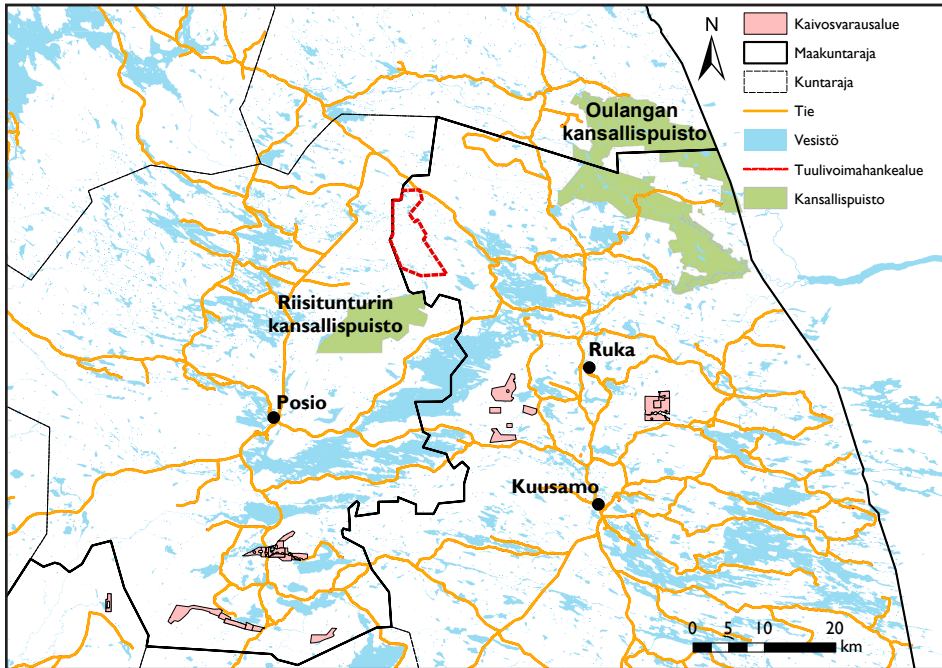 N
Kaivosvarausalue
Maakuntaraja
Kuntaraja
Tie
Vesistö
Tuulivoimahankealue
Kansallispuisto
Oulangan
kansallispuisto
Riisitunturin
kansallispuisto
Ruka
Posio
Kuusamo
0 5 10 20
km